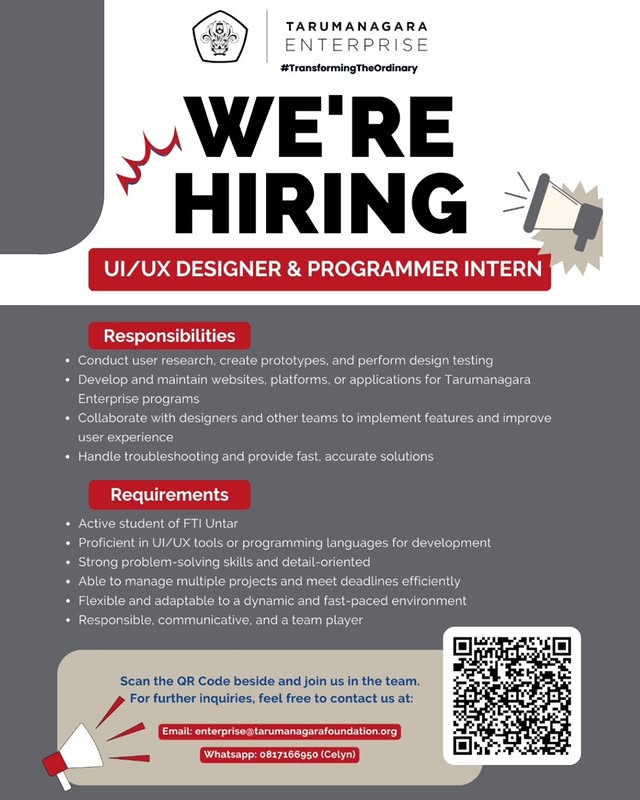 TARUMANAGARA
ENTERPRISE
#TransformingTheOrdinary
WE'RE
HIRING
UI/UX DESIGNER & PROGRAMMER INTERN
Responsibilities
• Conduct user research, create prototypes, and perform design testing
• Develop and maintain websites, platforms, or applications for Tarumanagara
Enterprise programs
• Collaborate with designers and other teams to implement features and improve
user experience
• Handle troubleshooting and provide fast, accurate solutions
Requirements
• Active student of FTI Untar
• Proficient in UI/UX tools or programming languages for development
• Strong problem-solving skills and detail-oriented
• Able to manage multiple projects and meet deadlines efficiently
• Flexible and adaptable to a dynamic and fast-paced environment
• Responsible, communicative, and a team player
Scan the QR Code beside and join us in the team.
For further inquiries, feel free to contact us at:
Email: enterprise@tarumanagarafoundation.org
Whatsapp: 0817166950 (Celyn)